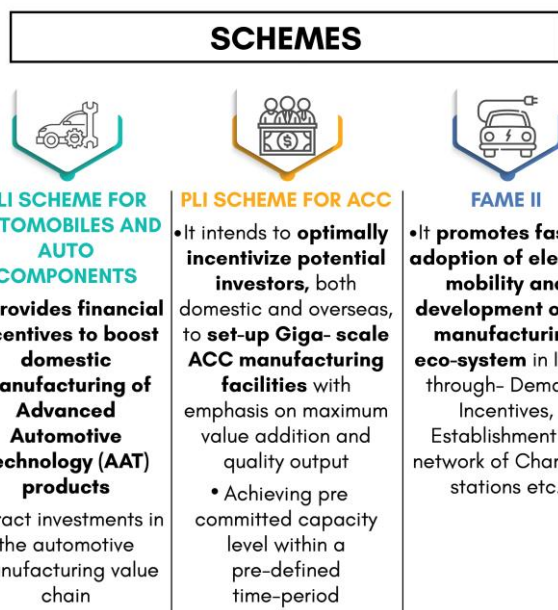 SCHEMES
LI SCHEME FOR
TOMOBILES AND
AUTO
COMPONENTS
rovides financial
centives to boost
domestic
anufacturing of
Advanced
Automotive
echnology (AAT)
products
ract investments in
the automotive
nufacturing value
chain
PLI SCHEME FOR ACC
•It intends to optimally
incentivize potential
investors, both
domestic and overseas,
to set-up Giga- scale
ACC manufacturing
facilities with
emphasis on maximum
value addition and
quality output
• Achieving pre
committed capacity
level within a
pre-defined
time-period
FAME II
•It promotes fas
adoption of ele
mobility an
development o
manufacturin
eco-system in I
through- Dema
Incentives,
Establishment
network of Char
stations etc.